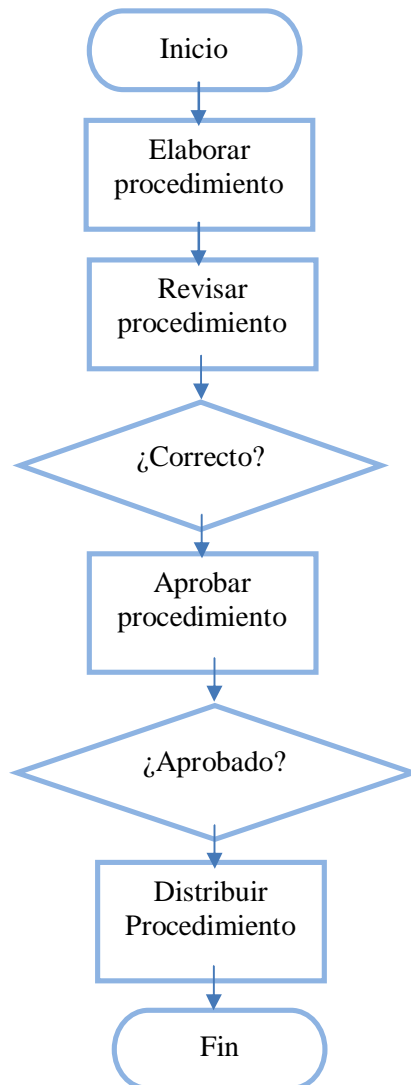 Inicio
Elaborar
procedimiento
Revisar
procedimiento
¿Correcto?
Aprobar
procedimiento
¿Aprobado?
Distribuir
Procedimiento
Fin